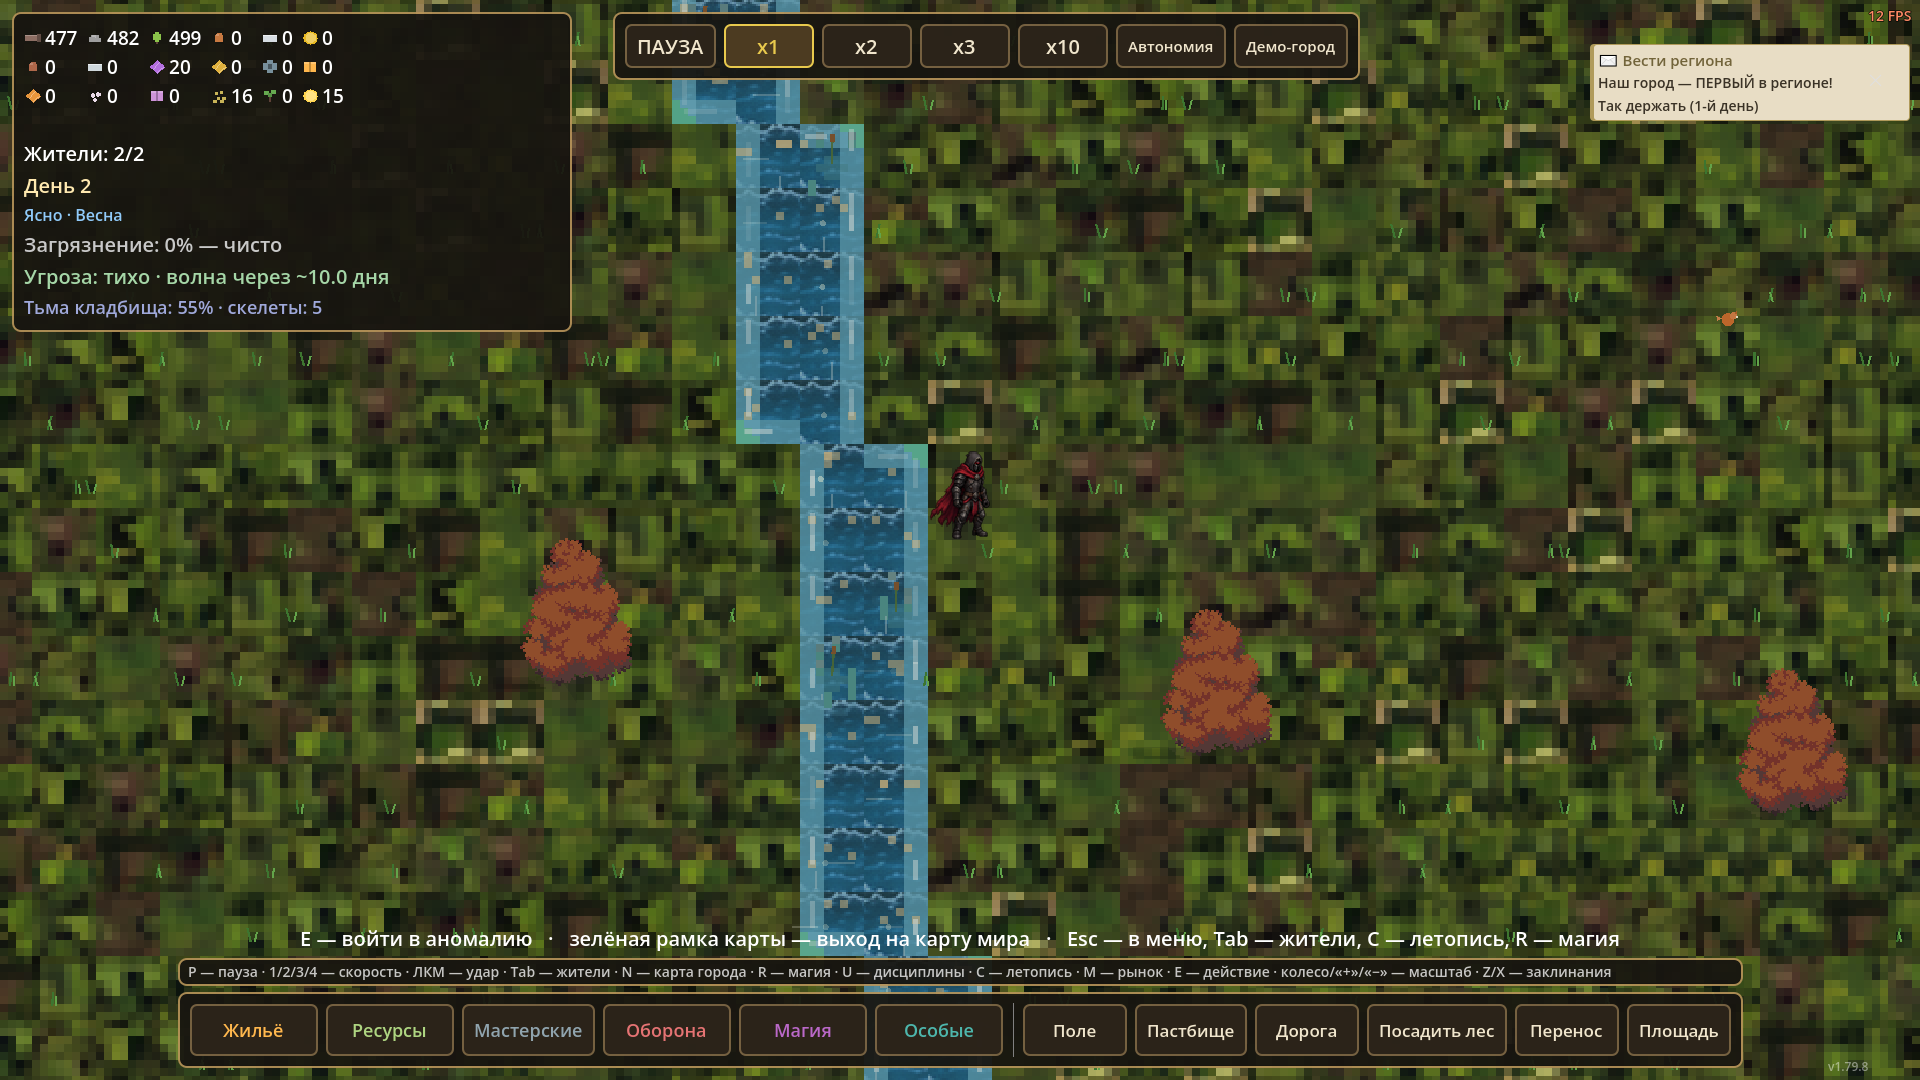 477 482 499 0 0 0
0 0 20 0 0 0
0 0 0 16 0 15
Жители: 2/2
День 2
Ясно · Весна
Загрязнение: 0% — чисто
Угроза: тихо · волна через ~10.0 дня
Тьма кладбища: 55% · скелеты: 5
ПАУЗА x1 x2 x3 x10 Автономия Демо-город
12 FPS
Вести региона
Наш город — ПЕРВЫЙ в регионе!
Так держать (1-й день)
E — войти в аномалию · зелёная рамка карты — выход на карту мира · Esc — в меню, Tab — жители, C — летопись, R — магия
P — пауза · 1/2/3/4 — скорость · ЛКМ — удар · Tab — жители · N — карта города · R — магия · U — дисциплины · C — летопись · M — рынок · E — действие · колесо/«+»/«−» — масштаб · Z/X — заклинания
Жильё Ресурсы Мастерские Оборона Магия Особые Поле Пастбище Дорога Посадить лес Перенос Площадь
v1.79.8